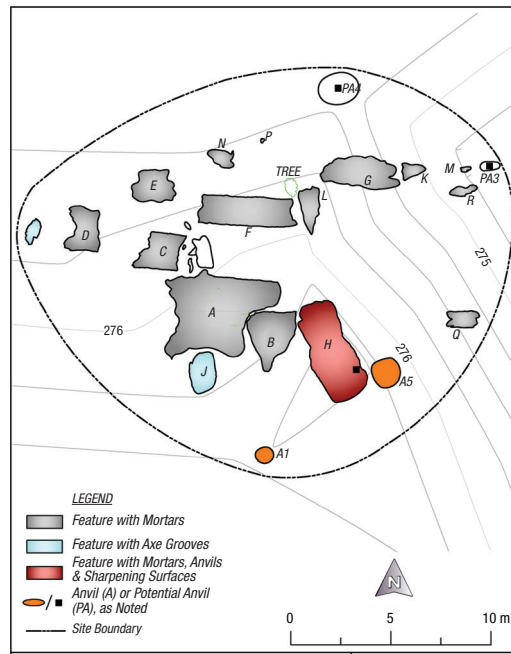 PA4
N
P
TREE
M
PA3
E
G
K
R
L
D
F
C
275
276
A
B
H
276
Q
J
A5
A1
LEGEND
Feature with Mortars
Feature with Axe Grooves
Feature with Mortars, Anvils
& Sharpening Surfaces
Anvil (A) or Potential Anvil
(PA), as Noted
Site Boundary
N
0 5 10 m